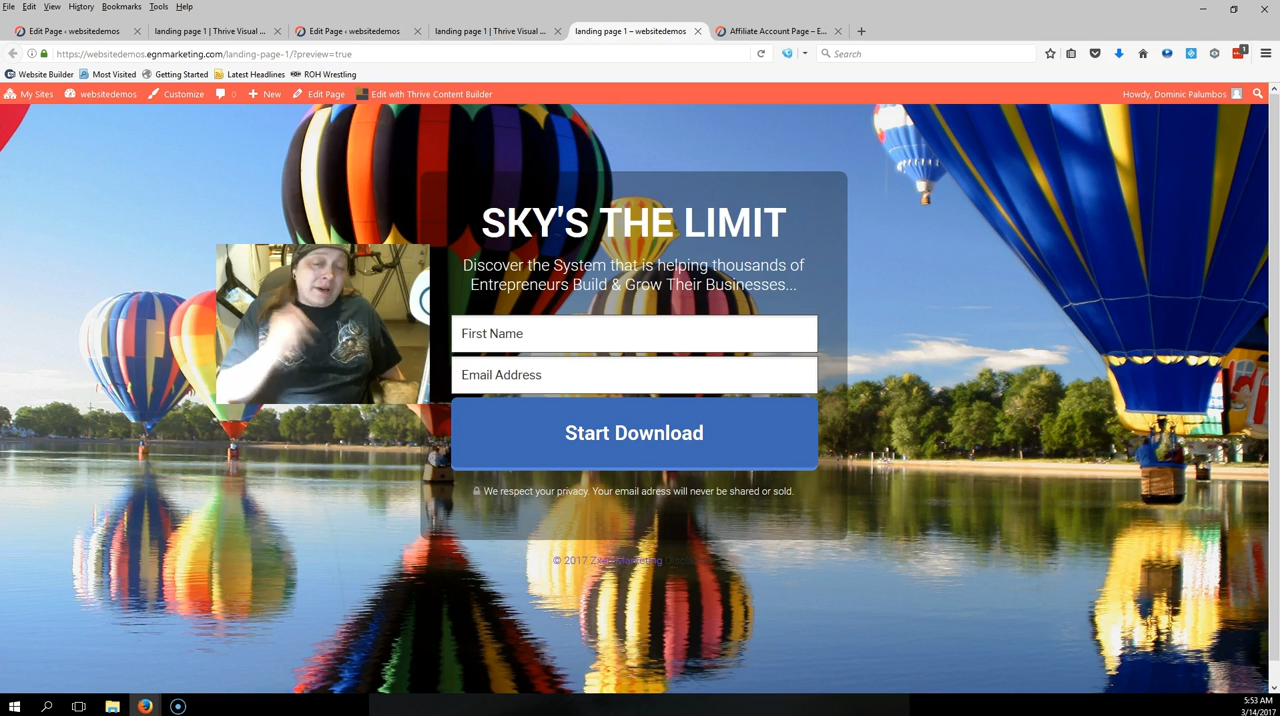 File Edit View History Bookmarks Tools Help
Edit Page ‹ websitedemos
landing page 1 | Thrive Visual ...
Edit Page ‹ websitedemos
landing page 1 | Thrive Visual ...
landing page 1 – websitedemos
Affiliate Account Page – E...
https://websitedemos.egnmarketing.com/landing-page-1/?preview=true
Search
1
Website Builder Most Visited Getting Started Latest Headlines ROH Wrestling
My Sites websitedemos Customize 0 New Edit Page Edit with Thrive Content Builder
Howdy, Dominic Palumbos
SKY'S THE LIMIT
Discover the System that is helping thousands of
Entrepreneurs Build & Grow Their Businesses...
First Name
Email Address
Start Download
We respect your privacy. Your email adress will never be shared or sold.
© 2017
5:53 AM
3/14/2017